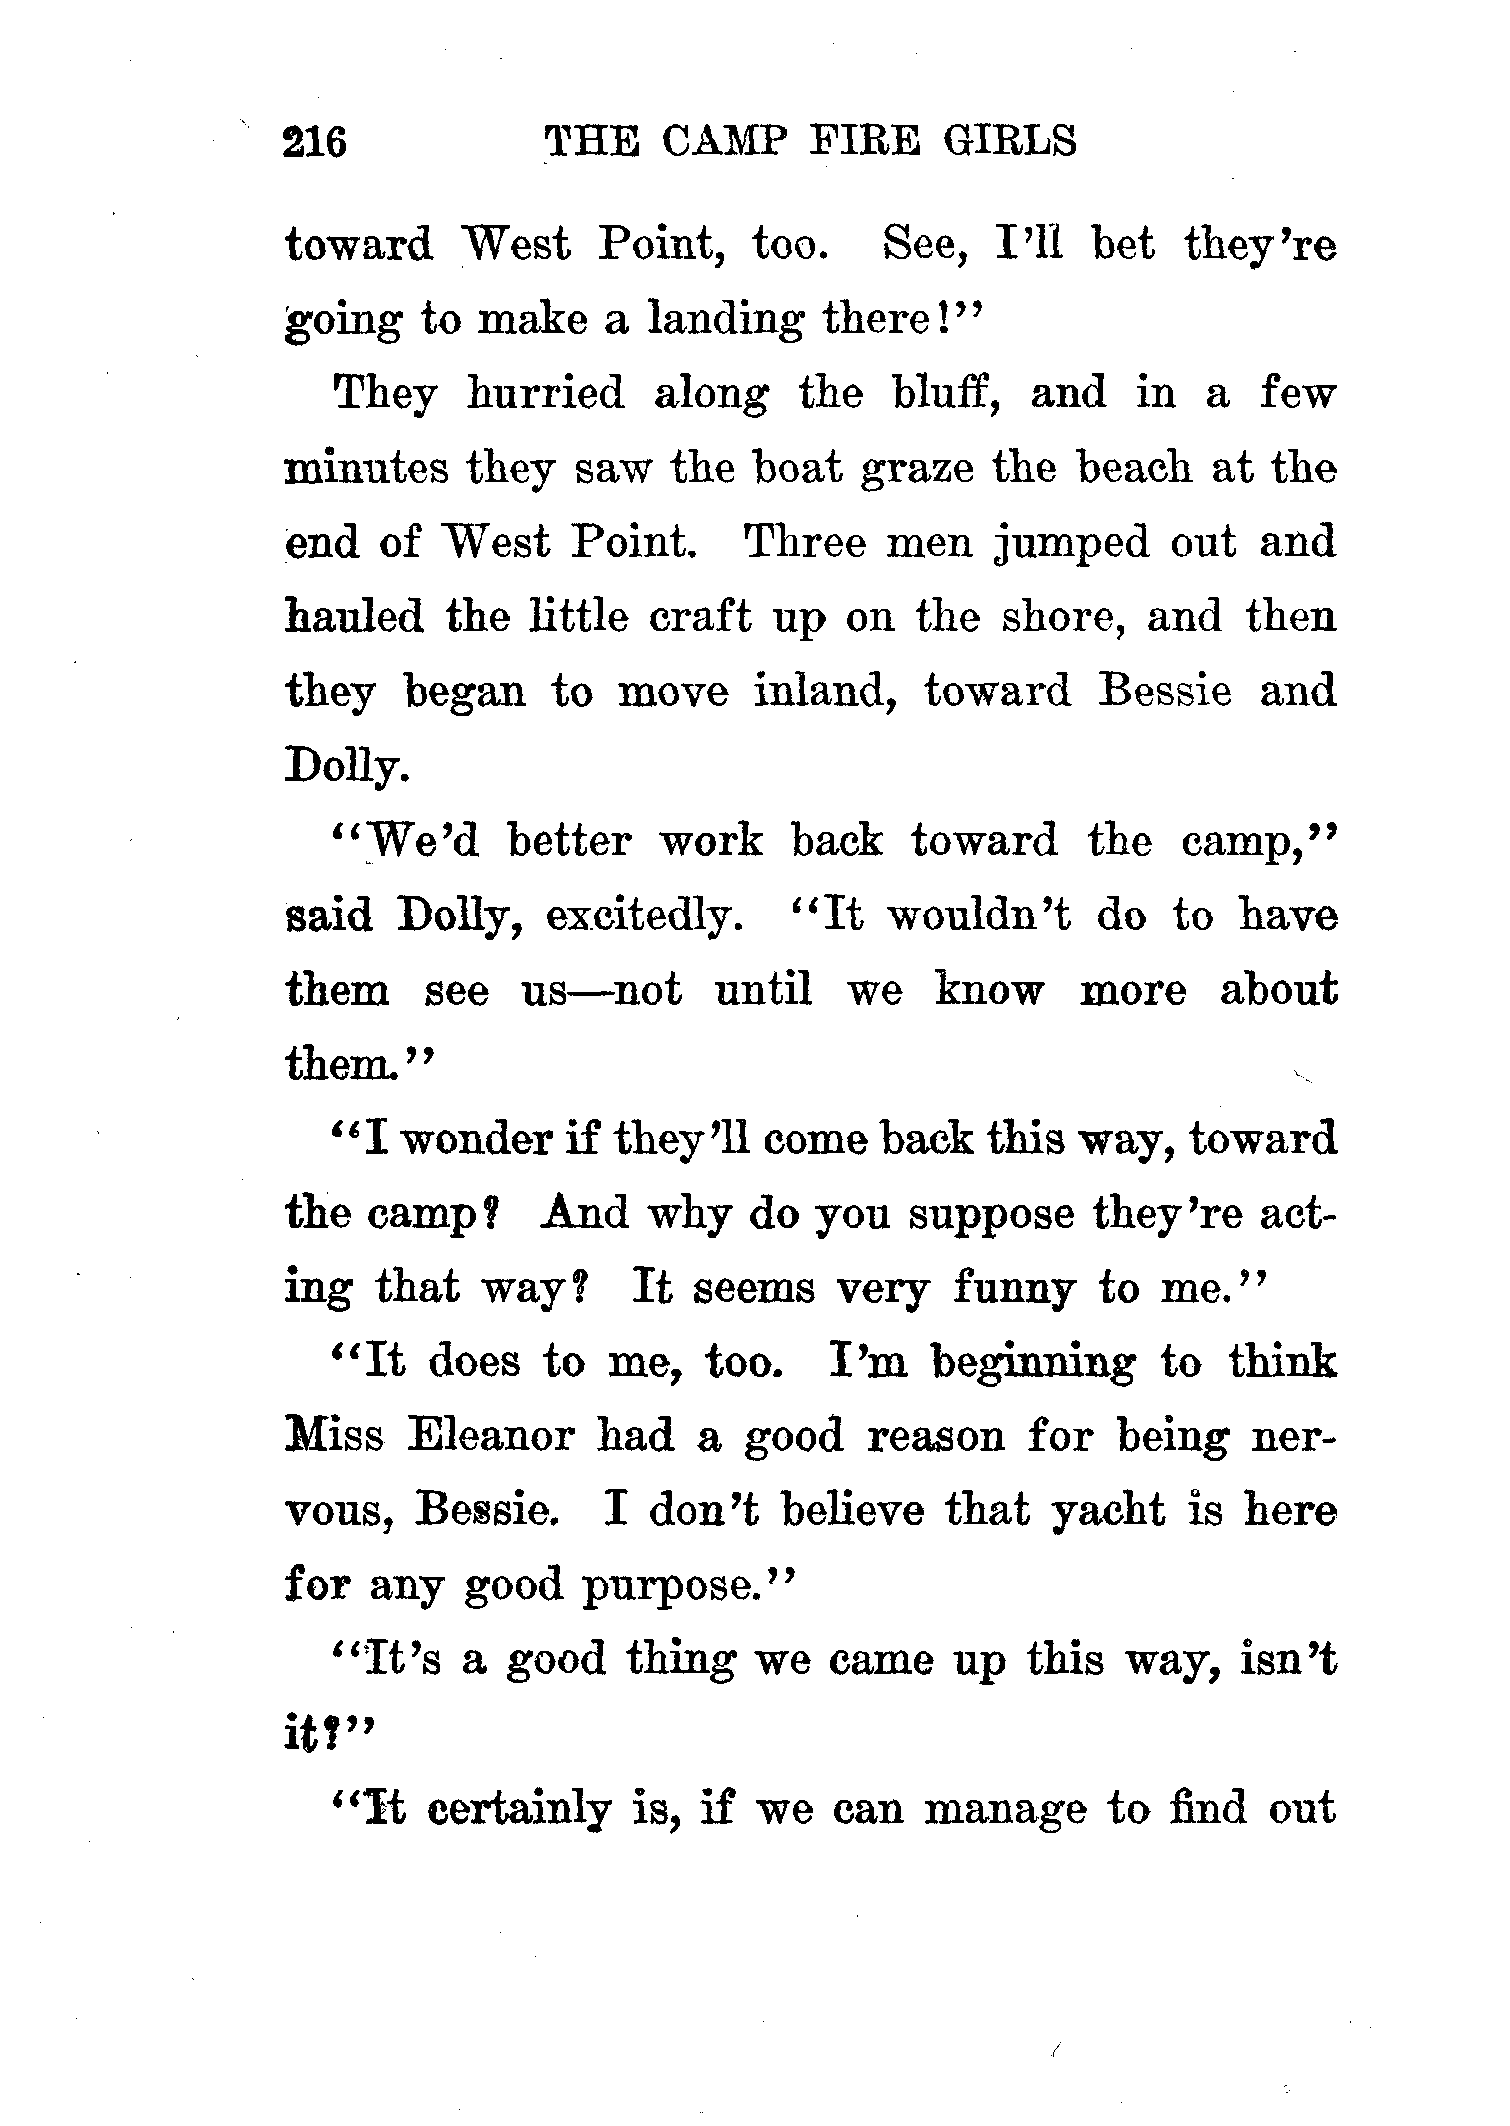 216 THE CAMP FIRE GIRLS
toward West Point, too. See, I'll bet they're
going to make a landing there!"
They hurried along the bluff, and in a few
minutes they saw the boat graze the beach at the
end of West Point. Three men jumped out and
hauled the little craft up on the shore, and then
they began to move inland, toward Bessie and
Dolly.
"We'd better work back toward the camp,"
said Dolly, excitedly. "It wouldn't do to have
them see us—not until we know more about
them."
"I wonder if they'll come back this way, toward
the camp? And why do you suppose they're act-
ing that way? It seems very funny to me."
"It does to me, too. I'm beginning to think
Miss Eleanor had a good reason for being ner-
vous, Bessie. I don't believe that yacht is here
for any good purpose."
"It's a good thing we came up this way, isn't
it?"
"It certainly is, if we can manage to find out